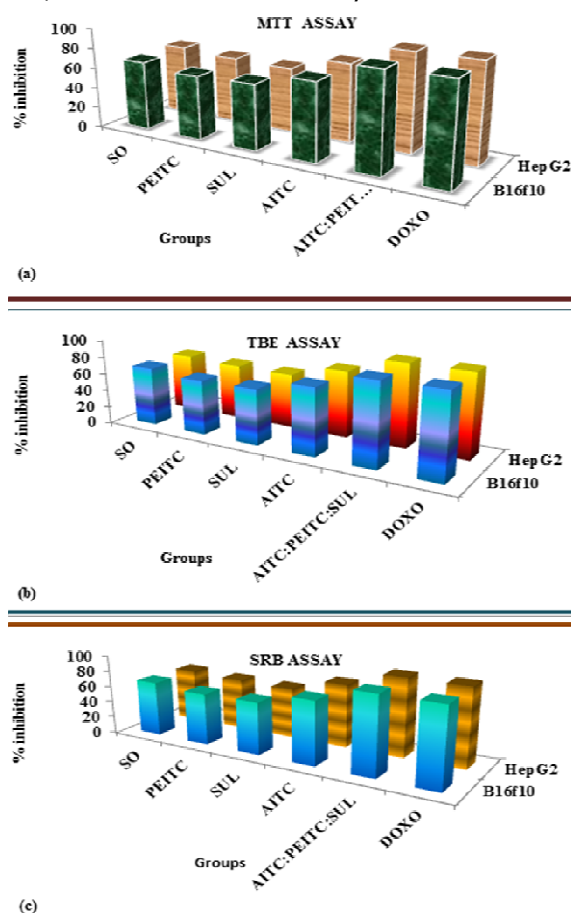 MTT ASSAY
% inhibition
100
80
60
40
20
0
SO
PEITC
SUL
AITC
AITC:PEIT...
DOXO
HepG2
B16f10
Groups
(a)
TBE ASSAY
% inhibition
100
80
60
40
20
0
SO
PEITC
SUL
AITC
AITC:PEITC:SUL
DOXO
HepG2
B16f10
Groups
(b)
SRB ASSAY
% inhibition
100
80
60
40
20
0
SO
PEITC
SUL
AITC
AITC:PEITC:SUL
DOXO
HepG2
B16f10
Groups
(c)